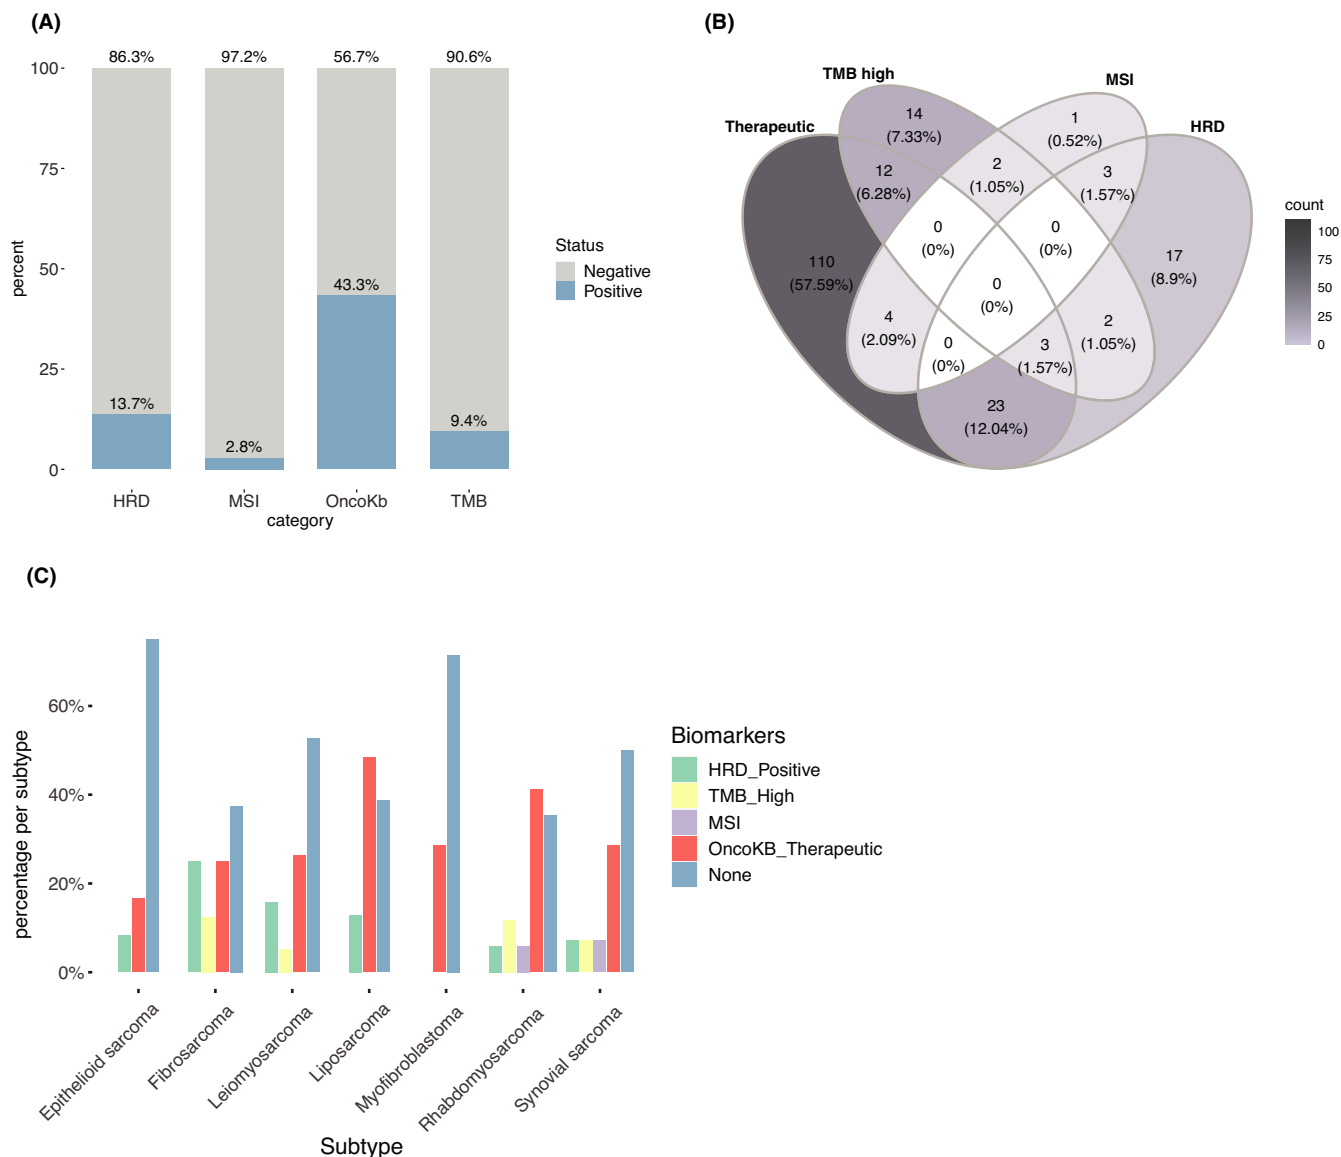 (A)
86.3%
97.2%
56.7%
90.6%
100
75
50
25
0
percent
43.3%
13.7%
2.8%
9.4%
HRD
MSI
OncoKb
TMB
category
Status
Negative
Positive
(B)
TMB high
MSI
Therapeutic
HRD
14
(7.33%)
1
(0.52%)
12
(6.28%)
2
(1.05%)
3
(1.57%)
0
(0%)
0
(0%)
110
(57.59%)
17
(8.9%)
0
(0%)
4
(2.09%)
2
(1.05%)
0
(0%)
3
(1.57%)
23
(12.04%)
count
100
75
50
25
0
(C)
60%
40%
20%
0%
percentage per subtype
Epithelioid sarcoma
Fibrosarcoma
Leiomyosarcoma
Liposarcoma
Myofibroblastoma
Rhabdomyosarcoma
Synovial sarcoma
Subtype
Biomarkers
HRD_Positive
TMB_High
MSI
OncoKB_Therapeutic
None